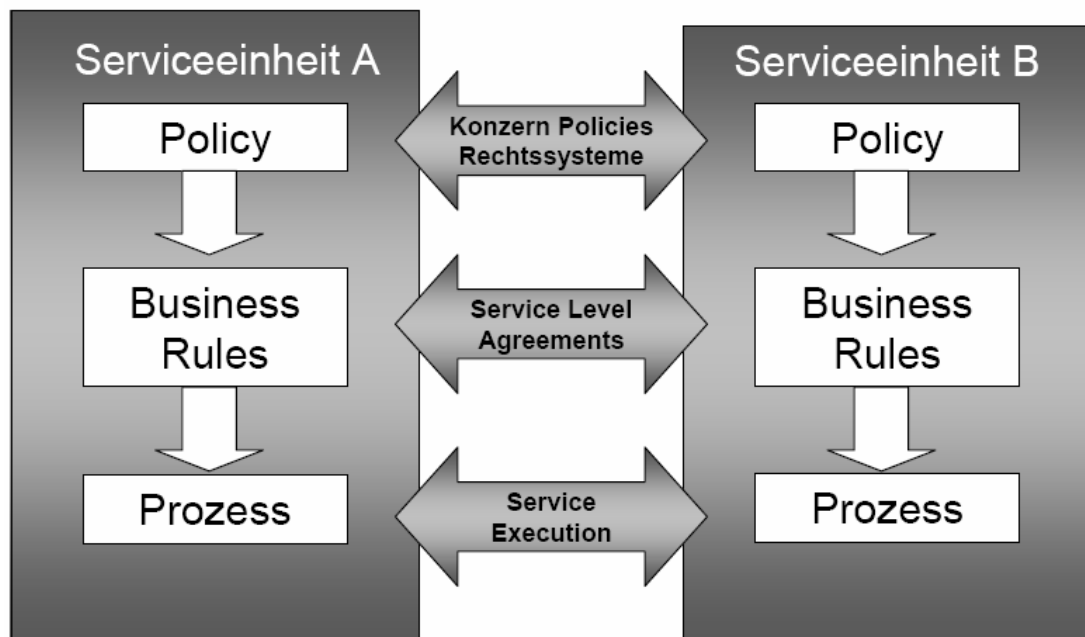 Serviceeinheit A
Policy
Business
Rules
Prozess
Konzern Policies
Rechtssysteme
Service Level
Agreements
Service
Execution
Serviceeinheit B
Policy
Business
Rules
Prozess